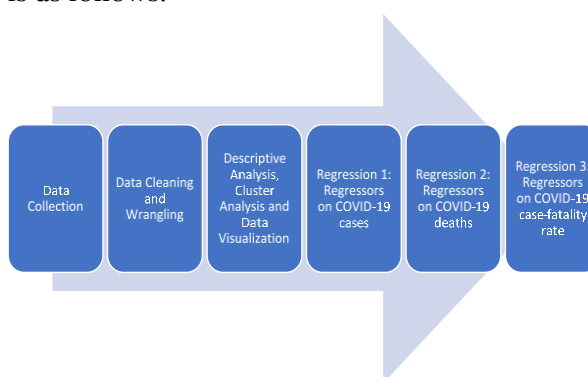 is as follows:
Data
Collection
Data Cleaning
and
Wrangling
Descriptive
Analysis,
Cluster
Analysis and
Data
Visualization
Regression 1:
Regressors
on COVID-19
cases
Regression 2:
Regressors
on COVID-19
deaths
Regression 3:
Regressors
on COVID-19
case-fatality
rate